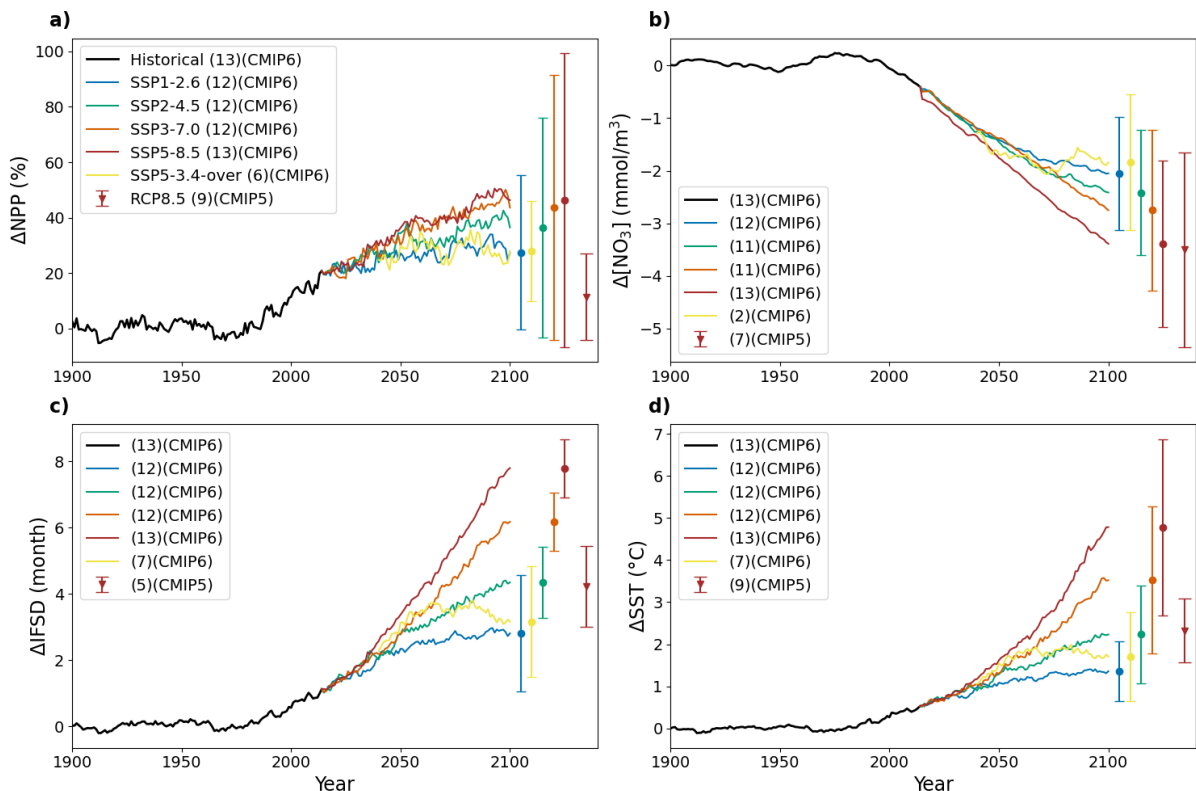 a)
100
80
60
40
20
0
ΔNPP (%)
Historical (13)(CMIP6)
SSP1-2.6 (12)(CMIP6)
SSP2-4.5 (12)(CMIP6)
SSP3-7.0 (12)(CMIP6)
SSP5-8.5 (13)(CMIP6)
SSP5-3.4-over (6)(CMIP6)
RCP8.5 (9)(CMIP5)
1900 1950 2000 2050 2100
b)
0
−1
−2
−3
−4
−5
Δ[NO₃] (mmol/m³)
(13)(CMIP6)
(12)(CMIP6)
(11)(CMIP6)
(11)(CMIP6)
(13)(CMIP6)
(2)(CMIP6)
(7)(CMIP5)
1900 1950 2000 2050 2100
c)
8
6
4
2
0
ΔIFSD (month)
(13)(CMIP6)
(12)(CMIP6)
(12)(CMIP6)
(12)(CMIP6)
(13)(CMIP6)
(7)(CMIP6)
(5)(CMIP5)
1900 1950 2000 2050 2100
Year
d)
7
6
5
4
3
2
1
0
ΔSST (°C)
(13)(CMIP6)
(12)(CMIP6)
(12)(CMIP6)
(12)(CMIP6)
(13)(CMIP6)
(7)(CMIP6)
(9)(CMIP5)
1900 1950 2000 2050 2100
Year